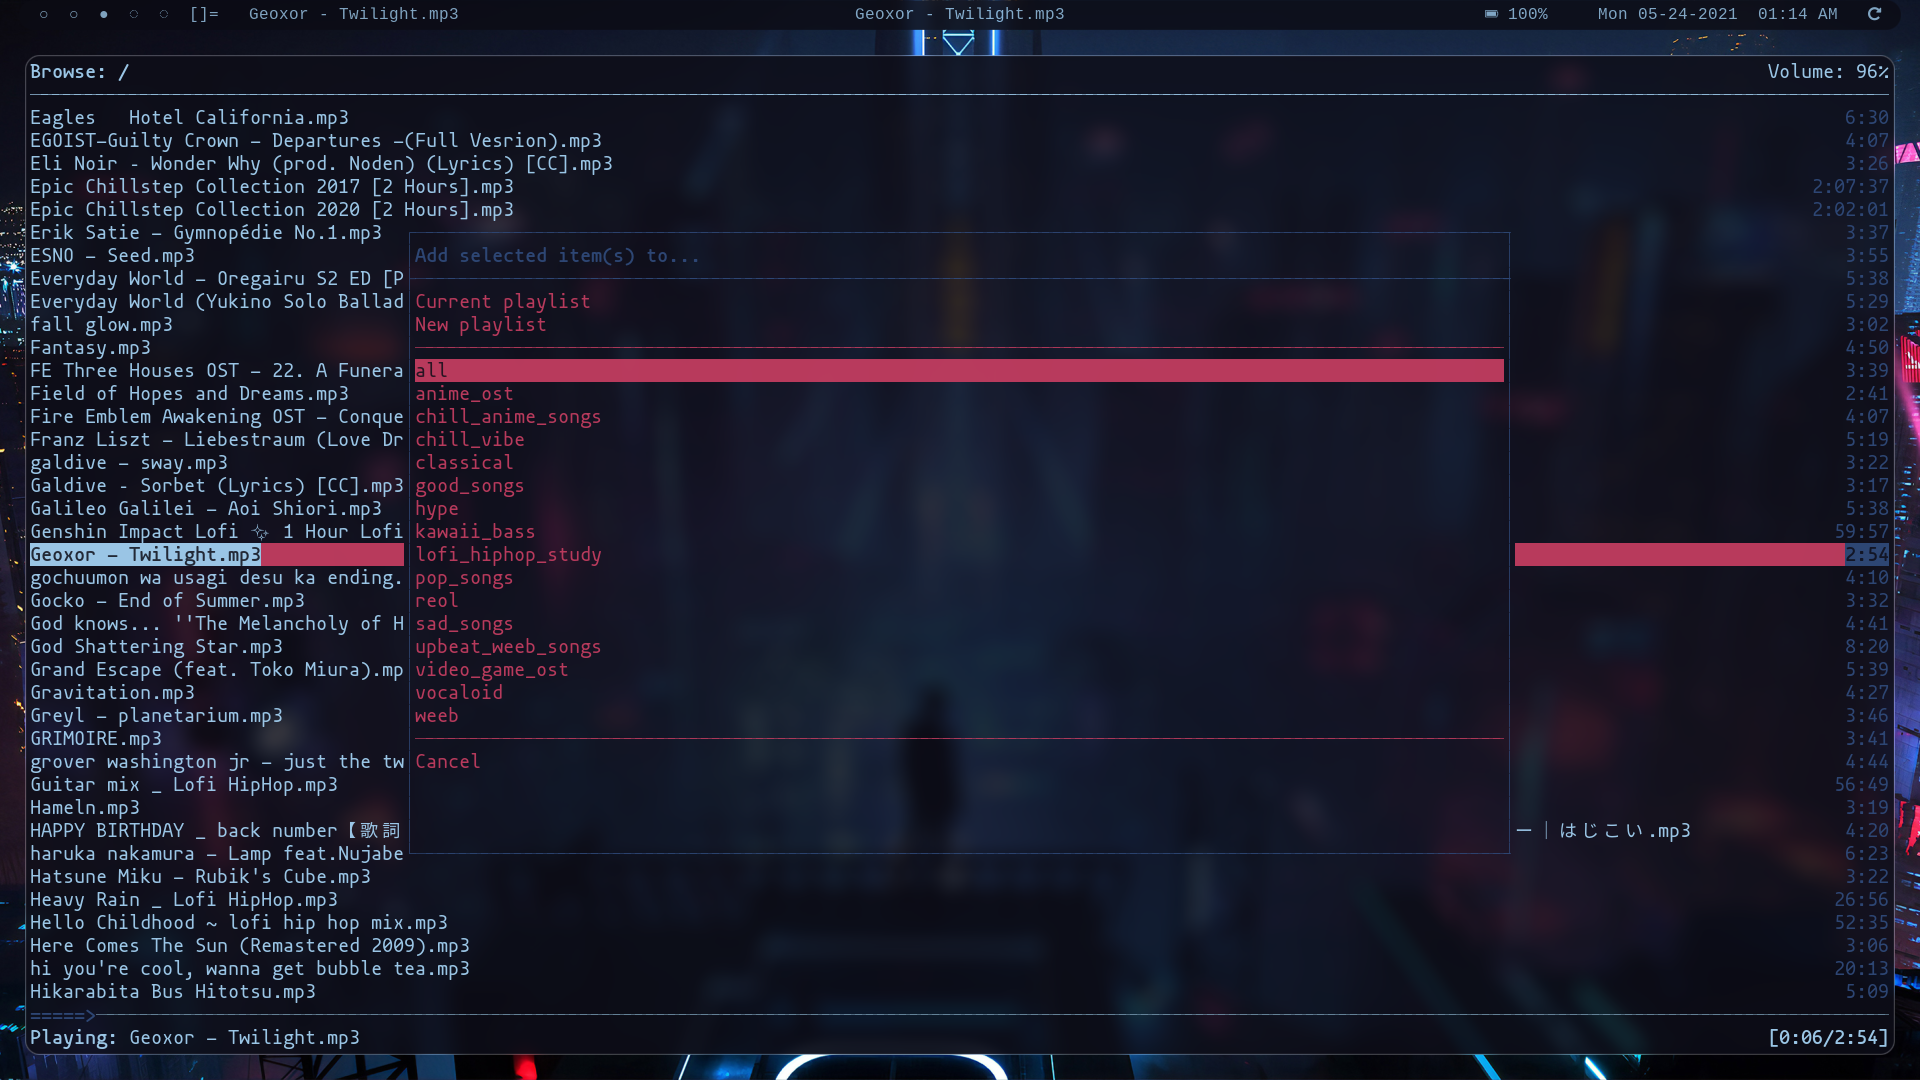 []= Geoxor - Twilight.mp3 Geoxor - Twilight.mp3 100% Mon 05-24-2021 01:14 AM
Browse: / Volume: 96%
Eagles   Hotel California.mp3 6:30
EGOIST–Guilty Crown – Departures –(Full Vesrion).mp3 4:07
Eli Noir - Wonder Why (prod. Noden) (Lyrics) [CC].mp3 3:26
Epic Chillstep Collection 2017 [2 Hours].mp3 2:07:37
Epic Chillstep Collection 2020 [2 Hours].mp3 2:02:01
Erik Satie – Gymnopédie No.1.mp3 3:37
ESNO – Seed.mp3 Add selected item(s) to... 3:55
Everyday World – Oregairu S2 ED [P 5:38
Everyday World (Yukino Solo Ballad Current playlist 5:29
fall glow.mp3 New playlist 3:02
Fantasy.mp3 4:50
FE Three Houses OST – 22. A Funera all 3:39
Field of Hopes and Dreams.mp3 anime_ost 2:41
Fire Emblem Awakening OST – Conque chill_anime_songs 4:07
Franz Liszt – Liebestraum (Love Dr chill_vibe 5:19
galdive – sway.mp3 classical 3:22
Galdive - Sorbet (Lyrics) [CC].mp3 good_songs 3:17
Galileo Galilei – Aoi Shiori.mp3 hype 5:38
Genshin Impact Lofi ✧ 1 Hour Lofi kawaii_bass 59:57
Geoxor – Twilight.mp3 lofi_hiphop_study 2:54
gochuumon wa usagi desu ka ending. pop_songs 4:10
Gocko – End of Summer.mp3 reol 3:32
God knows... ''The Melancholy of H sad_songs 4:41
God Shattering Star.mp3 upbeat_weeb_songs 8:20
Grand Escape (feat. Toko Miura).mp video_game_ost 5:39
Gravitation.mp3 vocaloid 4:27
Greyl – planetarium.mp3 weeb 3:46
GRIMOIRE.mp3 3:41
grover washington jr – just the tw Cancel 4:44
Guitar mix _ Lofi HipHop.mp3 56:49
Hameln.mp3 3:19
HAPPY BIRTHDAY _ back number【歌詞 ー｜はじこい.mp3 4:20
haruka nakamura – Lamp feat.Nujabe 6:23
Hatsune Miku – Rubik's Cube.mp3 3:22
Heavy Rain _ Lofi HipHop.mp3 26:56
Hello Childhood ~ lofi hip hop mix.mp3 52:35
Here Comes The Sun (Remastered 2009).mp3 3:06
hi you're cool, wanna get bubble tea.mp3 20:13
Hikarabita Bus Hitotsu.mp3 5:09
=====>
Playing: Geoxor – Twilight.mp3 [0:06/2:54]